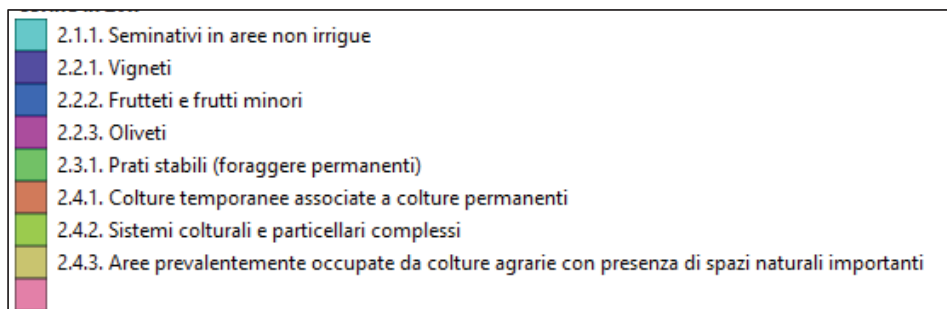 2.1.1. Seminativi in aree non irrigue
2.2.1. Vigneti
2.2.2. Frutteti e frutti minori
2.2.3. Oliveti
2.3.1. Prati stabili (foraggere permanenti)
2.4.1. Colture temporanee associate a colture permanenti
2.4.2. Sistemi colturali e particellari complessi
2.4.3. Aree prevalentemente occupate da colture agrarie con presenza di spazi naturali importanti